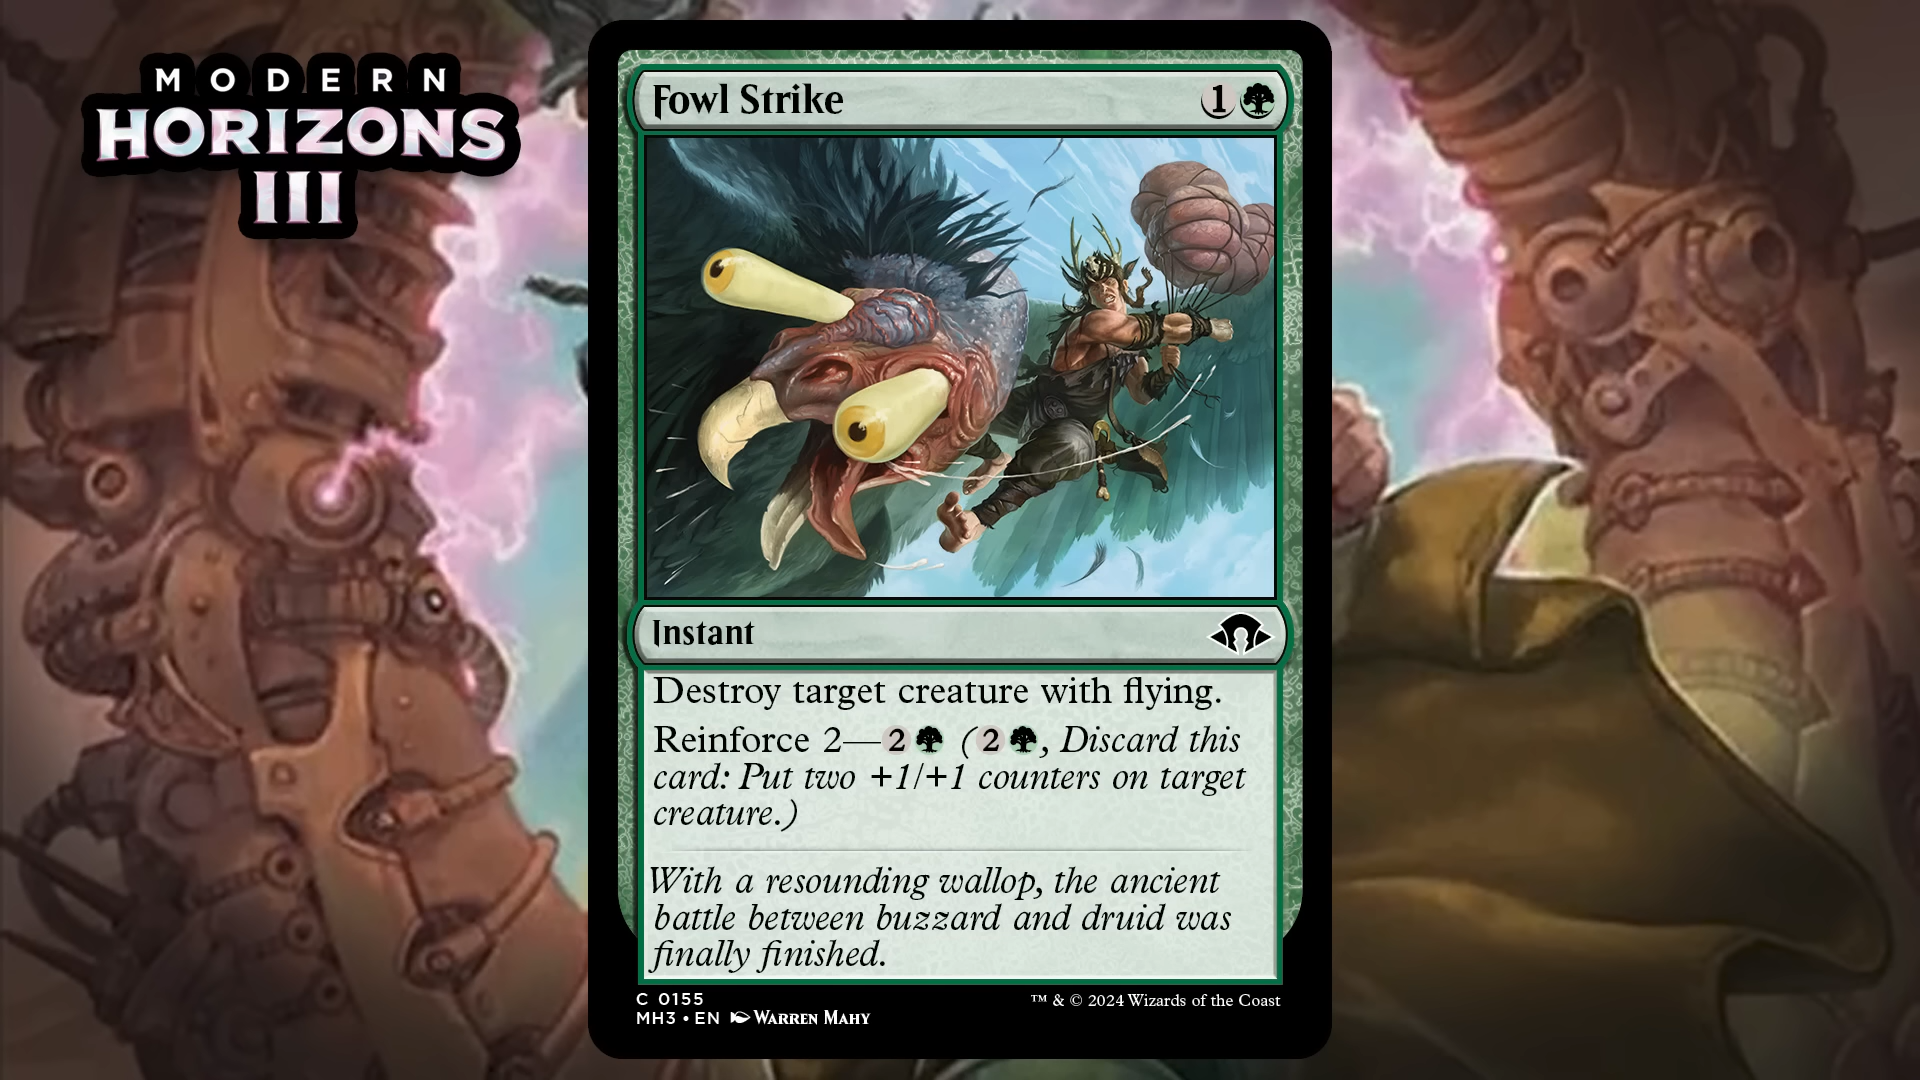 MODERN
HORIZONS
III
Fowl Strike 1
Instant
Destroy target creature with flying.
Reinforce 2—2 (2, Discard this
card: Put two +1/+1 counters on target
creature.)
With a resounding wallop, the ancient
battle between buzzard and druid was
finally finished.
C 0155
MH3 • EN WARREN MAHY
™ & © 2024 Wizards of the Coast